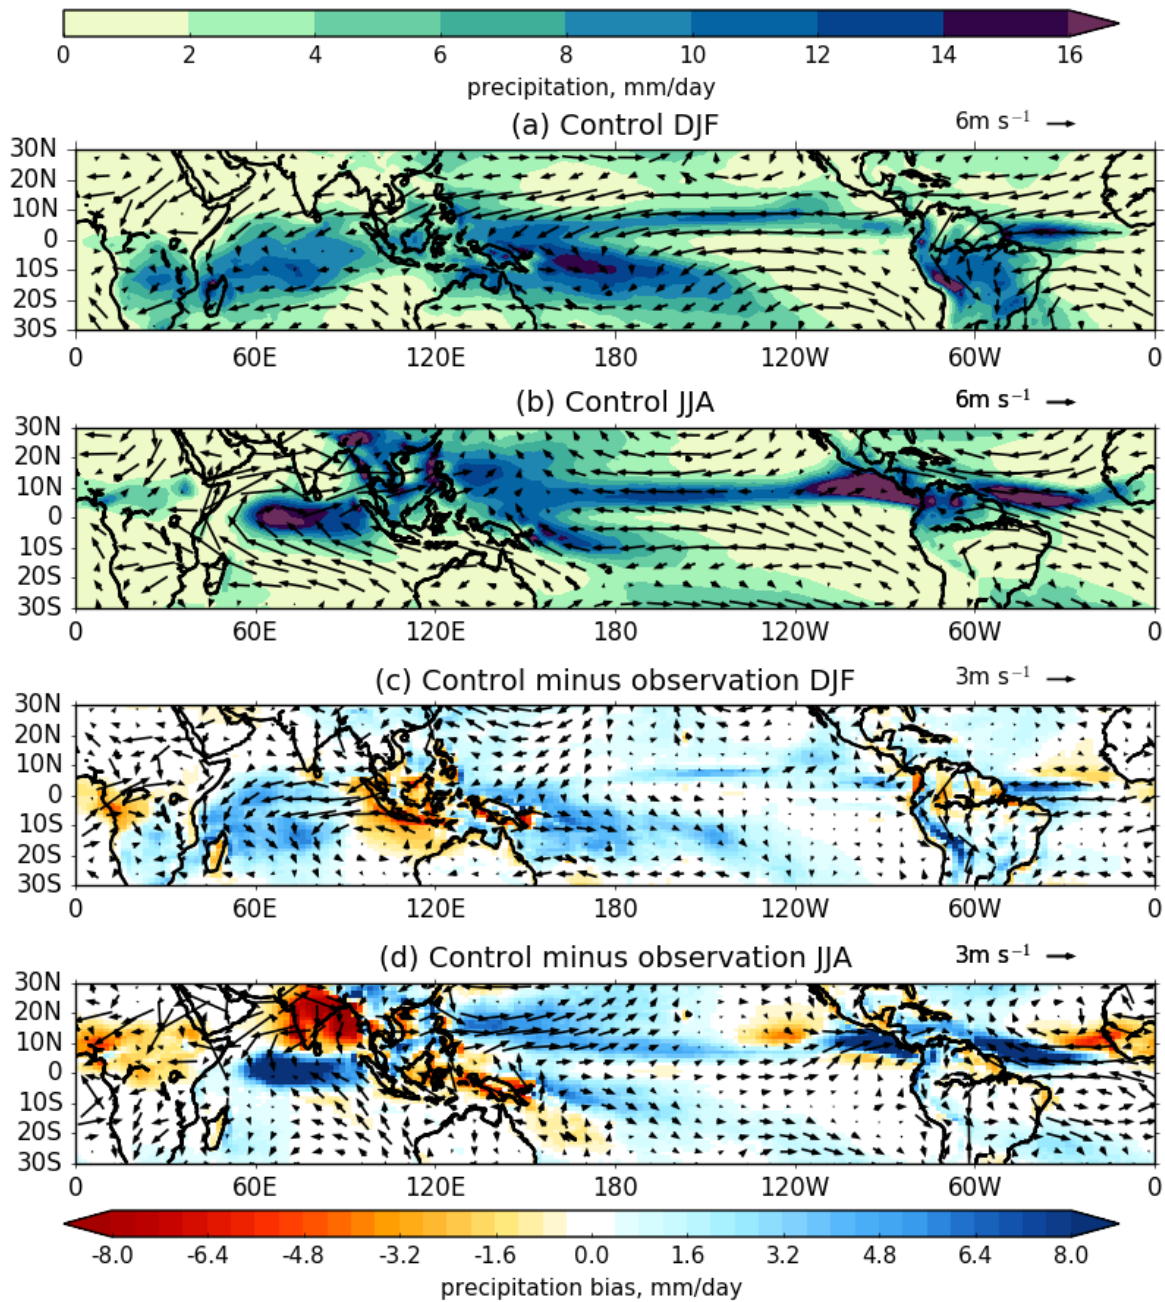 0 2 4 6 8 10 12 14 16
precipitation, mm/day
(a) Control DJF
6m s⁻¹
30N
20N
10N
0
10S
20S
30S
0 60E 120E 180 120W 60W 0
(b) Control JJA
6m s⁻¹
30N
20N
10N
0
10S
20S
30S
0 60E 120E 180 120W 60W 0
(c) Control minus observation DJF
3m s⁻¹
30N
20N
10N
0
10S
20S
30S
0 60E 120E 180 120W 60W 0
(d) Control minus observation JJA
3m s⁻¹
30N
20N
10N
0
10S
20S
30S
0 60E 120E 180 120W 60W 0
-8.0 -6.4 -4.8 -3.2 -1.6 0.0 1.6 3.2 4.8 6.4 8.0
precipitation bias, mm/day